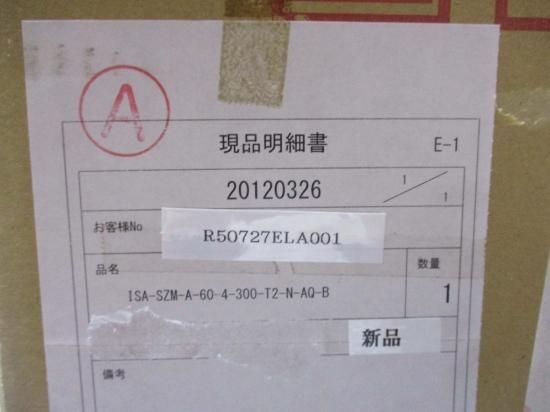 A
現品明細書
E-1
20120326
1/1
お客様No
R50727ELA001
品名
数量
ISA-SZM-A-60-4-300-T2-N-AQ-B
1
新品
備考